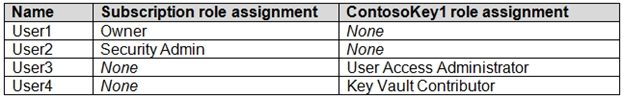 Name Subscription role assignment ContosoKey1 role assignment
User1 Owner None
User2 Security Admin None
User3 None User Access Administrator
User4 None Key Vault Contributor